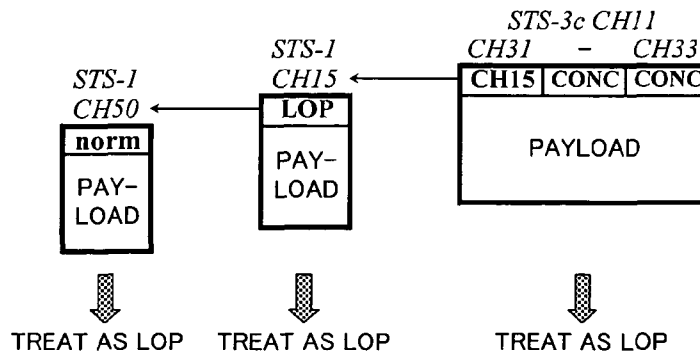 STS-3c CH11
CH31 – CH33
STS-1
CH15
STS-1
CH50
CH15 CONC CONC
LOP
norm
PAY-
LOAD
PAY-
LOAD
PAYLOAD
TREAT AS LOP TREAT AS LOP TREAT AS LOP